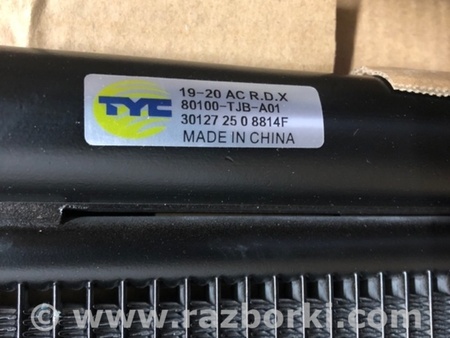 TYC
19-20 AC R.D.X
80100-TJB-A01
30127 25 0 8814F
MADE IN CHINA
© www.razborki.com